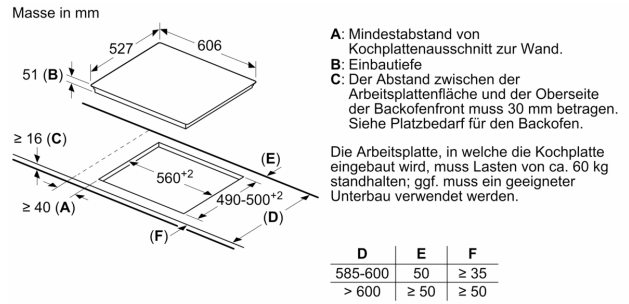 Masse in mm
527
606
51 (B)
≥ 16 (C)
(E)
560+2
490-500+2
(D)
≥ 40 (A)
(F)
A: Mindestabstand von
Kochplattenausschnitt zur Wand.
B: Einbautiefe
C: Der Abstand zwischen der
Arbeitsplattenfläche und der Oberseite
der Backofenfront muss 30 mm betragen.
Siehe Platzbedarf für den Backofen.
Die Arbeitsplatte, in welche die Kochplatte
eingebaut wird, muss Lasten von ca. 60 kg
standhalten; ggf. muss ein geeigneter
Unterbau verwendet werden.
D E F
585-600 50 ≥ 35
> 600 ≥ 50 ≥ 50